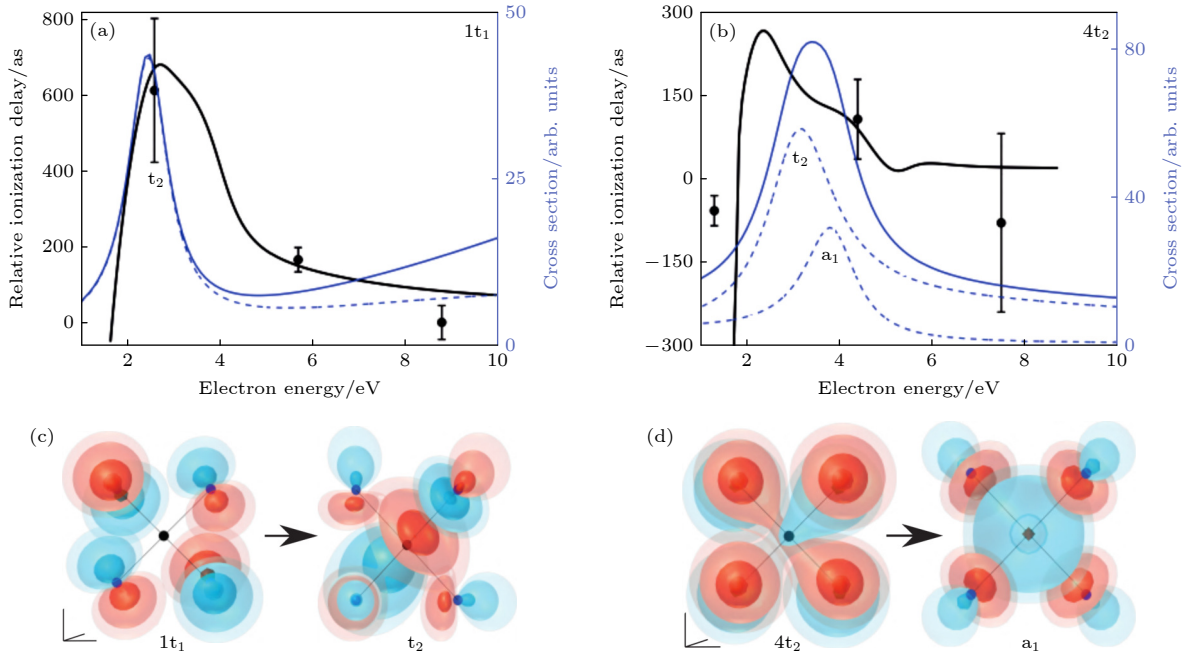 (a)
1t₁
800
600
400
200
0
Relative ionization delay/as
t₂
50
25
0
Cross section/arb. units
2
4
6
8
10
Electron energy/eV
(b)
4t₂
300
150
0
−150
−300
Relative ionization delay/as
t₂
a₁
80
40
0
Cross section/arb. units
2
4
6
8
10
Electron energy/eV
(c)
1t₁
t₂
(d)
4t₂
a₁